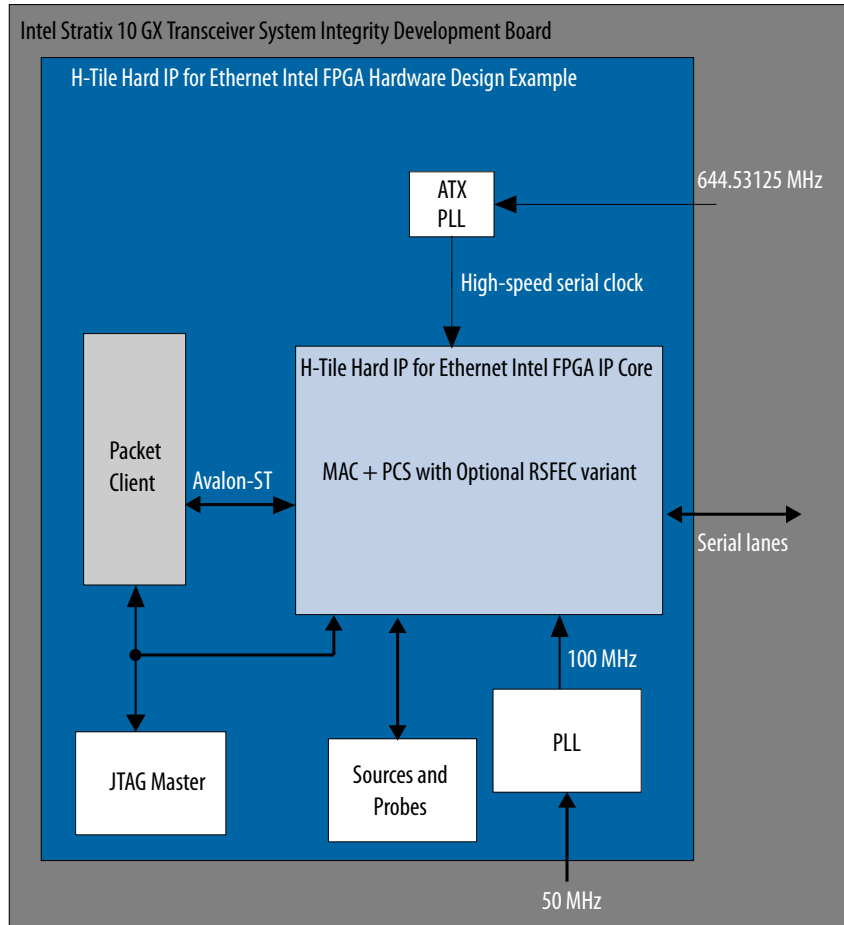 Intel Stratix 10 GX Transceiver System Integrity Development Board
H-Tile Hard IP for Ethernet Intel FPGA Hardware Design Example
644.53125 MHz
ATX
PLL
High-speed serial clock
H-Tile Hard IP for Ethernet Intel FPGA IP Core
Packet
Client
MAC + PCS with Optional RSFEC variant
Avalon-ST
Serial lanes
100 MHz
JTAG Master
Sources and
Probes
PLL
50 MHz